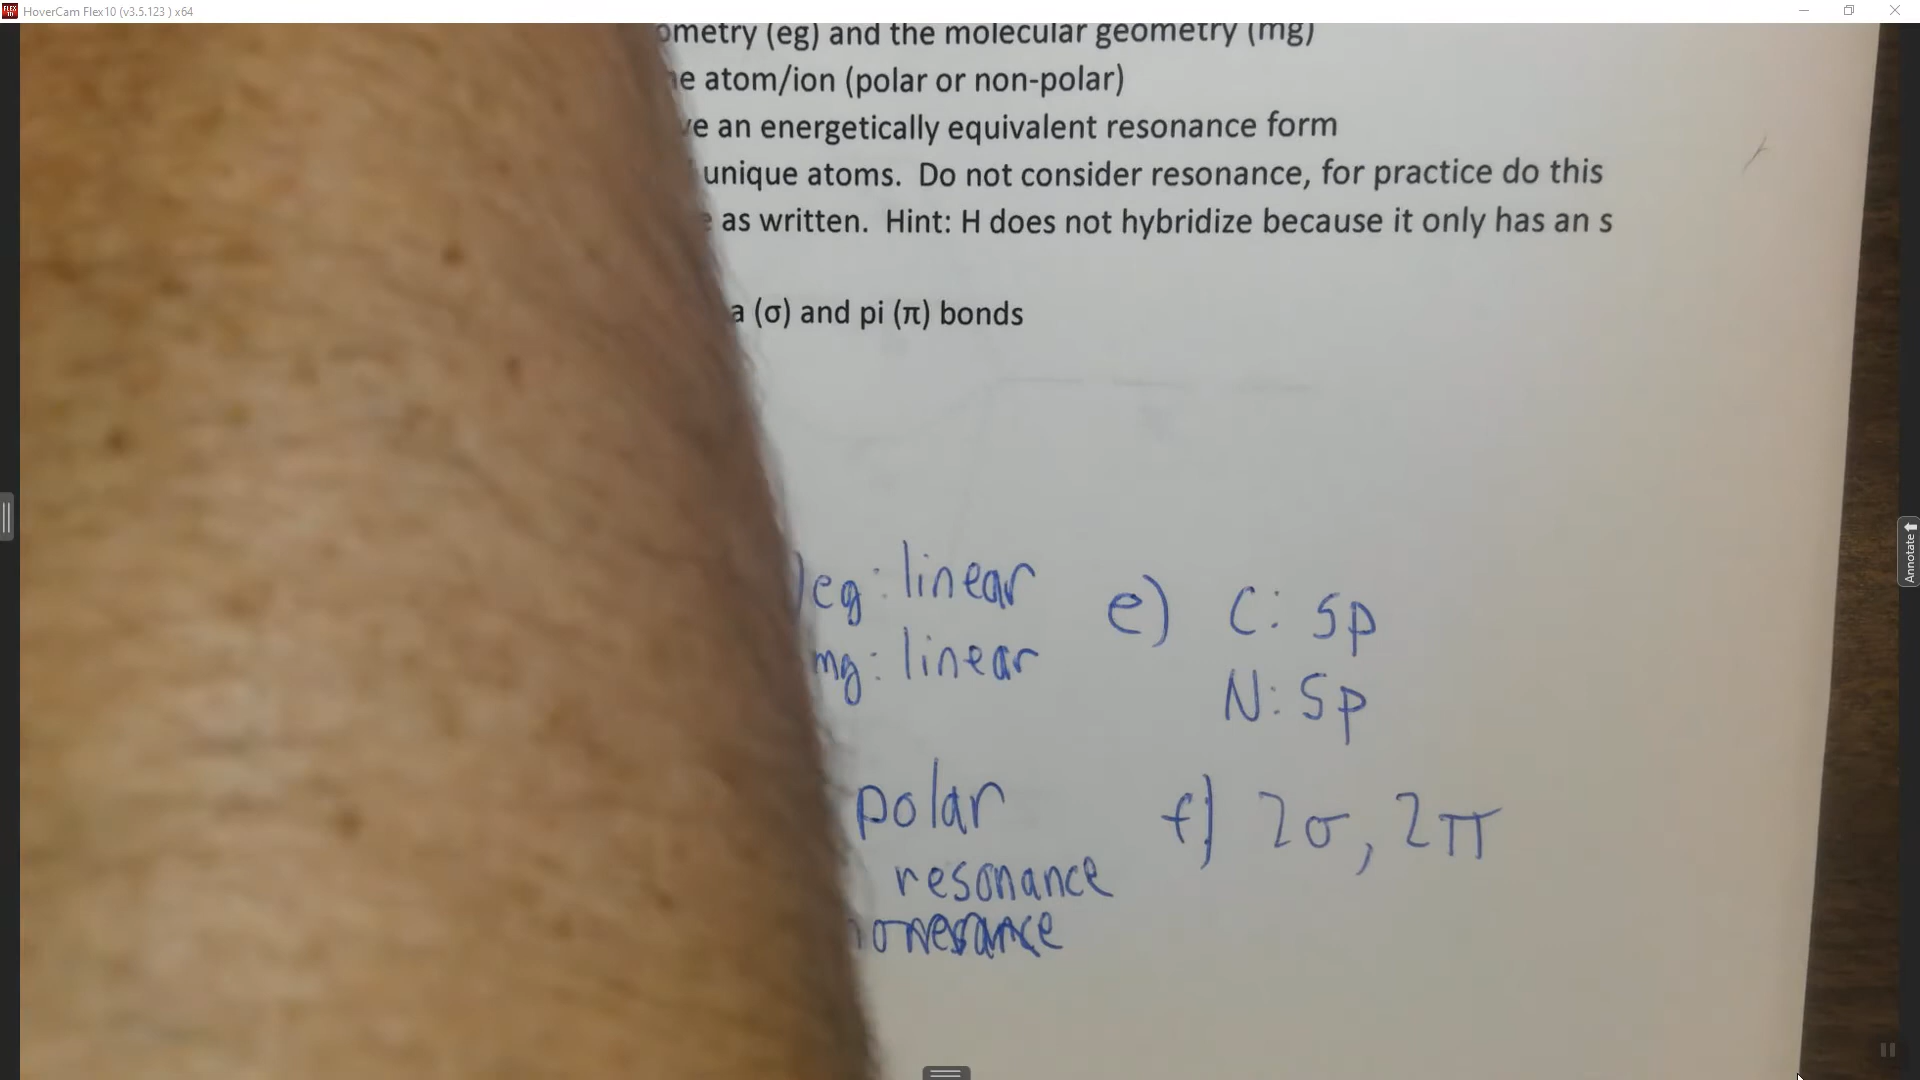 HoverCam Flex10 (v3.5.123 ) x64
ometry (eg) and the molecular geometry (mg)
e atom/ion (polar or non-polar)
ve an energetically equivalent resonance form
unique atoms. Do not consider resonance, for practice do this
as written. Hint: H does not hybridize because it only has an s
a (σ) and pi (π) bonds
eg: linear
mg: linear
e) C: sp
N: sp
polar
f) 2σ, 2π
resonance
Annotate